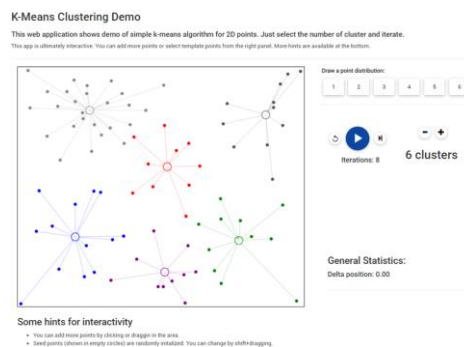 K-Means Clustering Demo
This web application shows demo of simple k-means algorithm for 2D points. Just select the number of cluster and iterate.
This app is ultimately interactive. You can add more points or select template points from the right panel. More hints are available at the bottom.
Draw a point distribution:
1 2 3 4 5 6
Iterations: 8
6 clusters
General Statistics:
Delta position: 0.00
Some hints for interactivity
You can add more points by clicking or draggin in the area.
Seed points (shown in empty circles) are randomly initialized. You can change by shift+dragging.